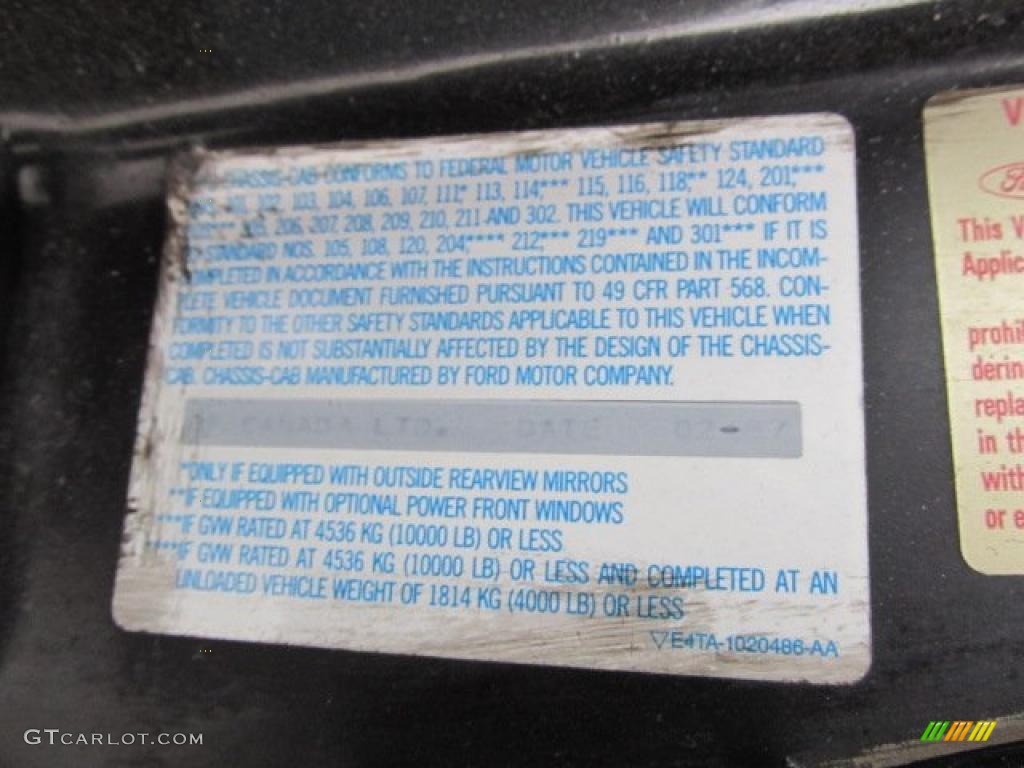 CHASSIS-CAB CONFORMS TO FEDERAL MOTOR VEHICLE SAFETY STANDARD
101, 102, 103, 104, 106, 107, 111,* 113, 114,*** 115, 116, 118,** 124, 201,***
205, 206, 207, 208, 209, 210, 211 AND 302. THIS VEHICLE WILL CONFORM
STANDARD NOS. 105, 108, 120, 204,**** 212,*** 219*** AND 301*** IF IT IS
COMPLETED IN ACCORDANCE WITH THE INSTRUCTIONS CONTAINED IN THE INCOM-
PLETE VEHICLE DOCUMENT FURNISHED PURSUANT TO 49 CFR PART 568. CON-
FORMITY TO THE OTHER SAFETY STANDARDS APPLICABLE TO THIS VEHICLE WHEN
COMPLETED IS NOT SUBSTANTIALLY AFFECTED BY THE DESIGN OF THE CHASSIS-
CAB. CHASSIS-CAB MANUFACTURED BY FORD MOTOR COMPANY.
CANADA LTD. DATE 02-
*ONLY IF EQUIPPED WITH OUTSIDE REARVIEW MIRRORS
**IF EQUIPPED WITH OPTIONAL POWER FRONT WINDOWS
***IF GVW RATED AT 4536 KG (10000 LB) OR LESS
****IF GVW RATED AT 4536 KG (10000 LB) OR LESS AND COMPLETED AT AN
UNLOADED VEHICLE WEIGHT OF 1814 KG (4000 LB) OR LESS
▽E4TA-1020486-AA
V
This V
Applic
prohi
derin
repla
in th
with
or e
GTCARLOT.COM